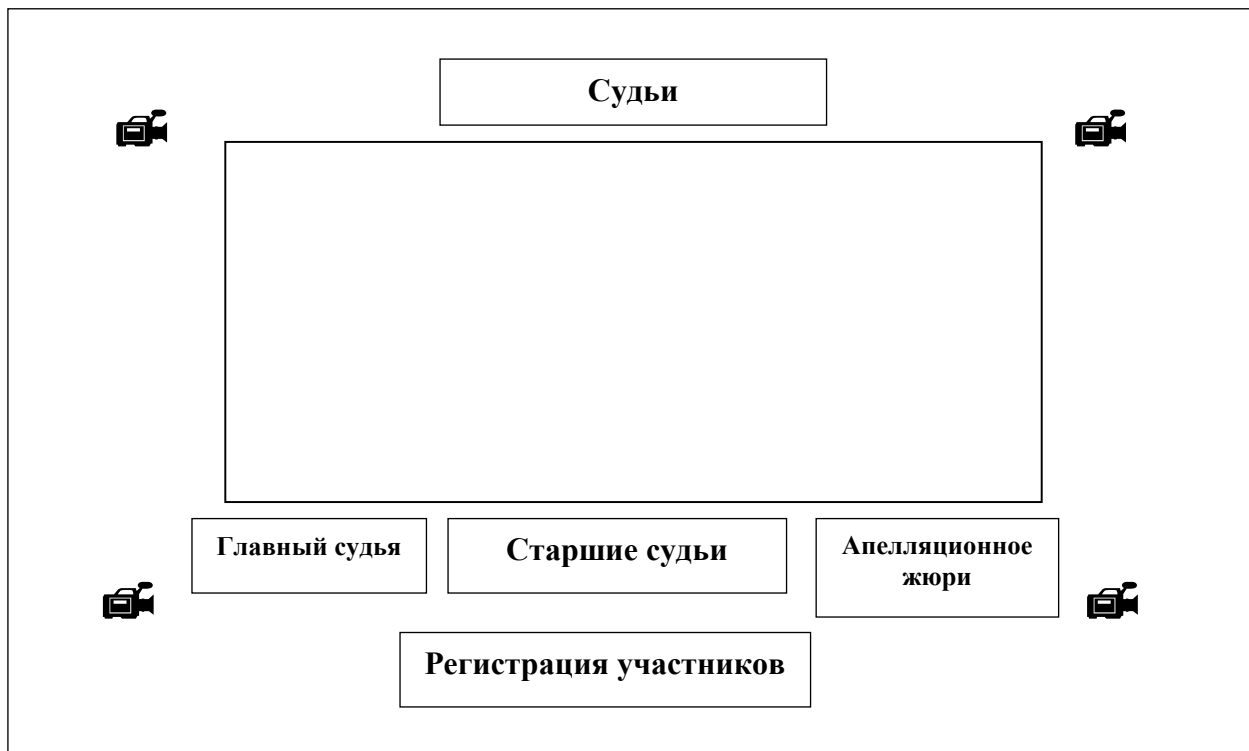 Судьи
Главный судья
Старшие судьи
Апелляционное
жюри
Регистрация участников